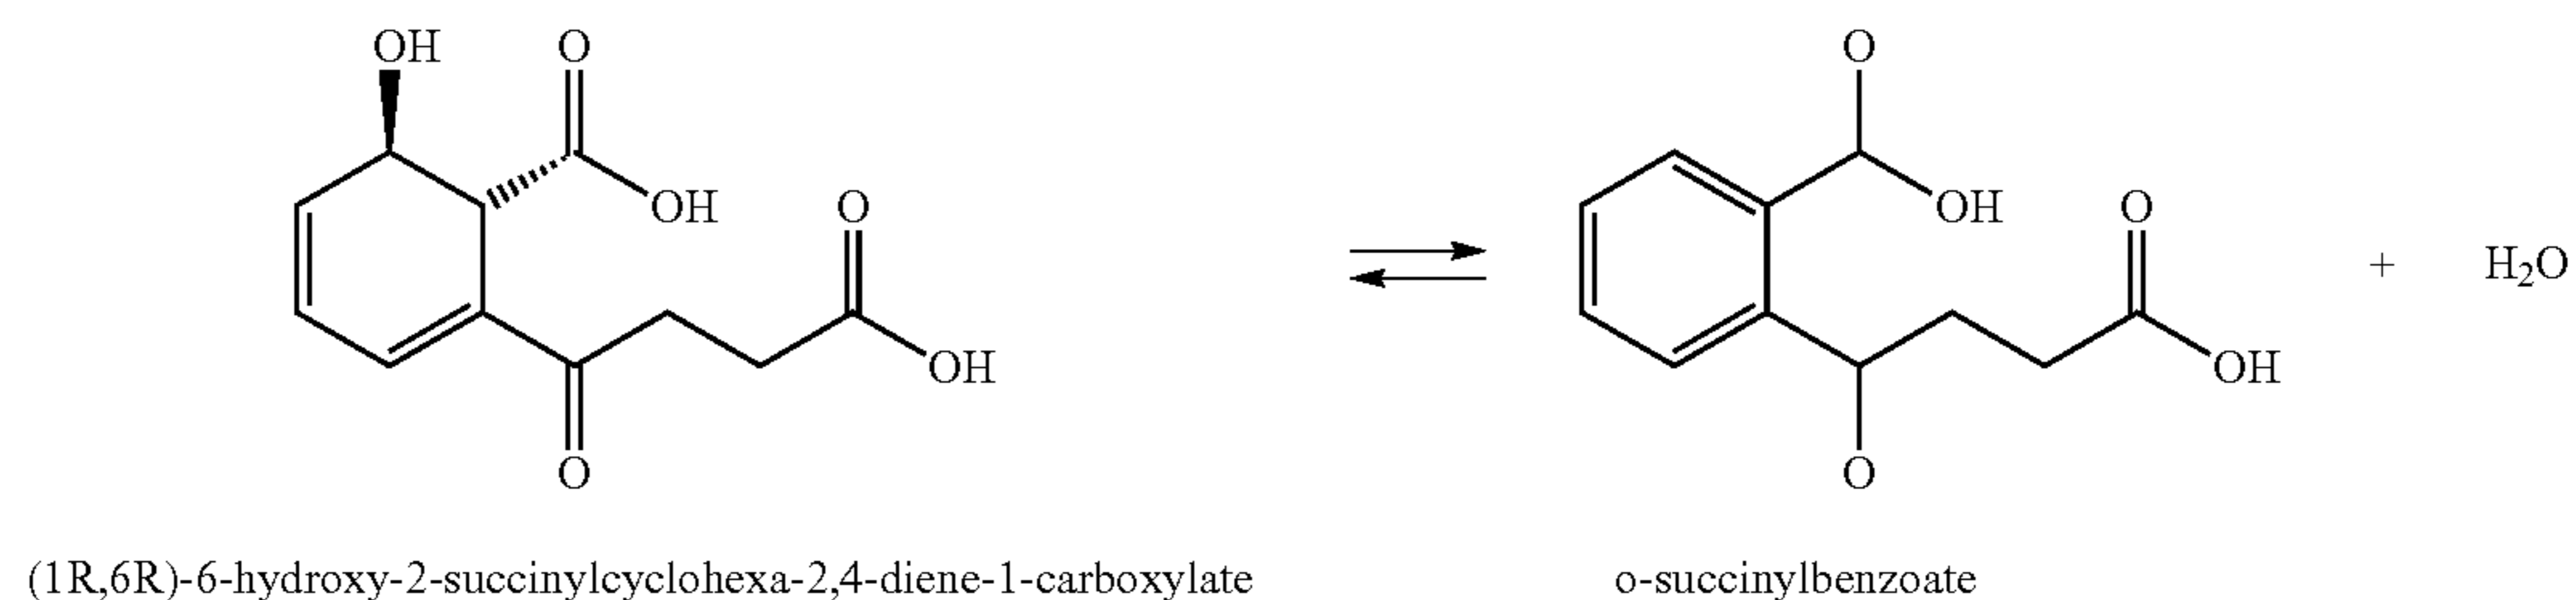 OH O O
OH O OH O
OH OH + H2O
O O
(1R,6R)-6-hydroxy-2-succinylcyclohexa-2,4-diene-1-carboxylate o-succinylbenzoate